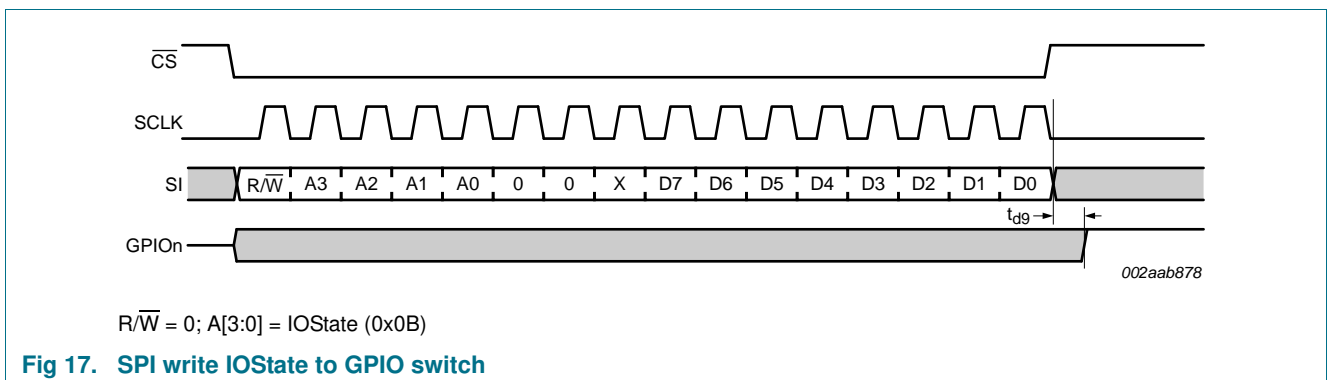 C̅S̅
SCLK
SI R/W̅ A3 A2 A1 A0 0 0 X D7 D6 D5 D4 D3 D2 D1 D0
td9
GPIOn
002aab878
R/W̅ = 0; A[3:0] = IOState (0x0B)
Fig 17. SPI write IOState to GPIO switch